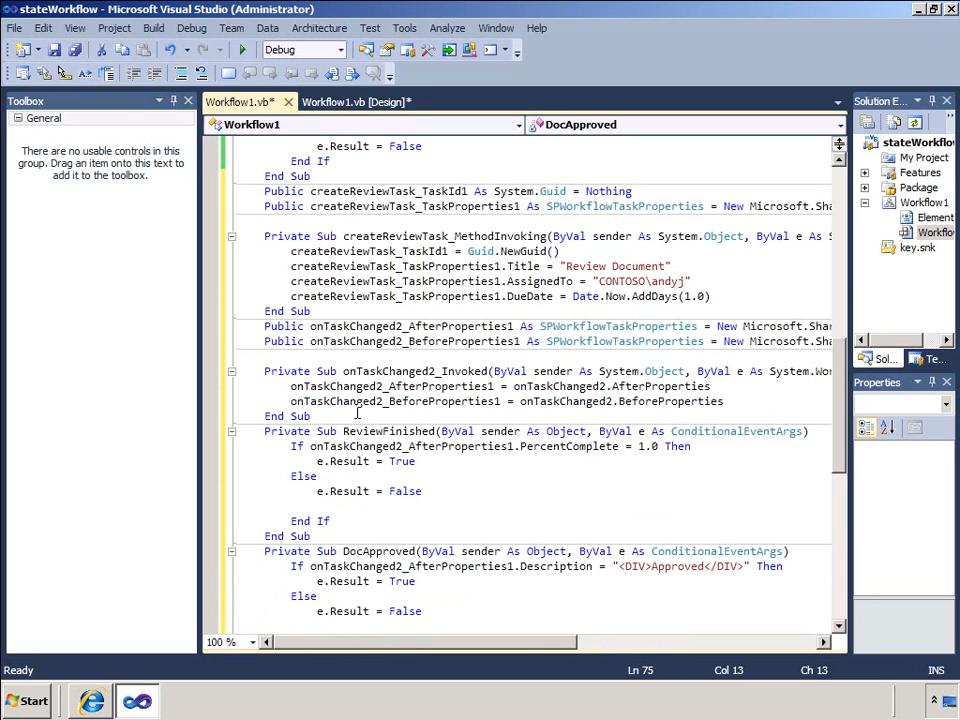 stateWorkflow - Microsoft Visual Studio (Administrator)
File Edit View Project Build Debug Team Data Architecture Test Tools Analyze Window Help
Debug
Toolbox
Workflow1.vb* Workflow1.vb [Design]*
Solution E...
General
Workflow1 DocApproved
There are no usable controls in this
group. Drag an item onto this text to
add it to the toolbox.
stateWorkflow
My Project
Features
Package
Workflow1
Element
Workflo
key.snk
Sol... Te...
Properties
e.Result = False
End If
End Sub
Public createReviewTask_TaskId1 As System.Guid = Nothing
Public createReviewTask_TaskProperties1 As SPWorkflowTaskProperties = New Microsoft.Sha
Private Sub createReviewTask_MethodInvoking(ByVal sender As System.Object, ByVal e As S
createReviewTask_TaskId1 = Guid.NewGuid()
createReviewTask_TaskProperties1.Title = "Review Document"
createReviewTask_TaskProperties1.AssignedTo = "CONTOSO\andyj"
createReviewTask_TaskProperties1.DueDate = Date.Now.AddDays(1.0)
End Sub
Public onTaskChanged2_AfterProperties1 As SPWorkflowTaskProperties = New Microsoft.Shar
Public onTaskChanged2_BeforeProperties1 As SPWorkflowTaskProperties = New Microsoft.Sha
Private Sub onTaskChanged2_Invoked(ByVal sender As System.Object, ByVal e As System.Wor
onTaskChanged2_AfterProperties1 = onTaskChanged2.AfterProperties
onTaskChanged2_BeforeProperties1 = onTaskChanged2.BeforeProperties
End Sub
Private Sub ReviewFinished(ByVal sender As Object, ByVal e As ConditionalEventArgs)
If onTaskChanged2_AfterProperties1.PercentComplete = 1.0 Then
e.Result = True
Else
e.Result = False
End If
End Sub
Private Sub DocApproved(ByVal sender As Object, ByVal e As ConditionalEventArgs)
If onTaskChanged2_AfterProperties1.Description = "<DIV>Approved</DIV>" Then
e.Result = True
Else
e.Result = False
100 %
Ready Ln 75 Col 13 Ch 13 INS
Start